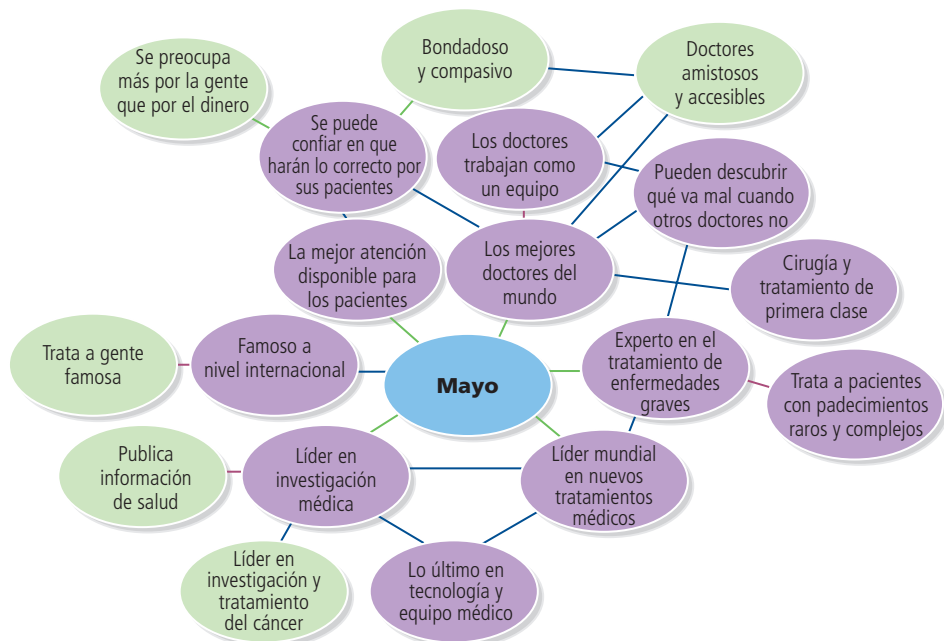 Se preocupa
más por la gente
que por el dinero
Bondadoso
y compasivo
Doctores
amistosos
y accesibles
Se puede
confiar en que
harán lo correcto por
sus pacientes
Los doctores
trabajan como
un equipo
Pueden descubrir
qué va mal cuando
otros doctores no
La mejor atención
disponible para
los pacientes
Los mejores
doctores del
mundo
Cirugía y
tratamiento de
primera clase
Trata a gente
famosa
Famoso a
nivel internacional
Mayo
Experto en el
tratamiento de
enfermedades
graves
Trata a pacientes
con padecimientos
raros y complejos
Publica
información
de salud
Líder en
investigación
médica
Líder mundial
en nuevos
tratamientos
médicos
Líder en
investigación y
tratamiento
del cáncer
Lo último en
tecnología y
equipo médico